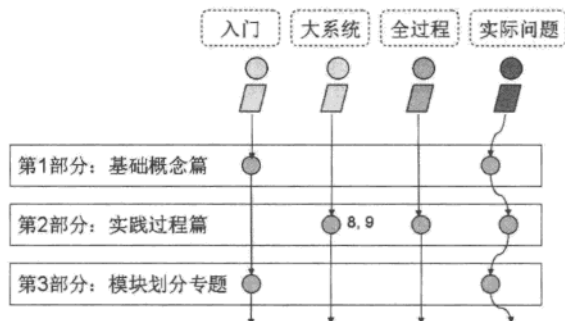 入门 大系统 全过程 实际问题
第1部分：基础概念篇
第2部分：实践过程篇 8, 9
第3部分：模块划分专题